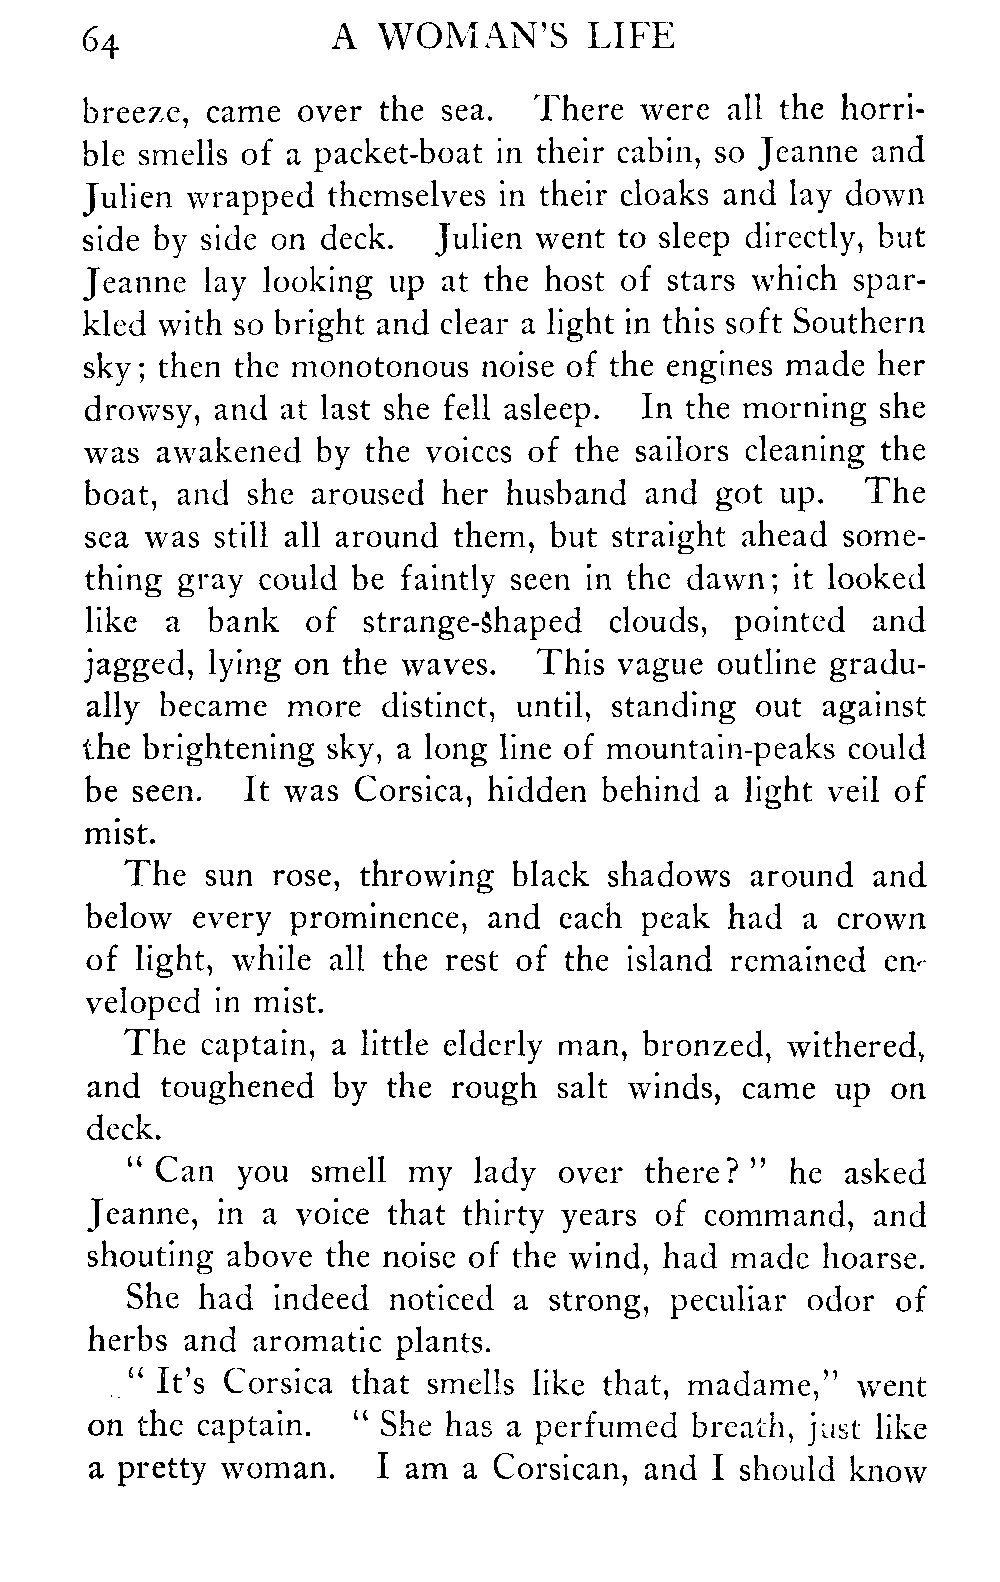 64 A WOMAN'S LIFE
breeze, came over the sea. There were all the horri-
ble smells of a packet-boat in their cabin, so Jeanne and
Julien wrapped themselves in their cloaks and lay down
side by side on deck. Julien went to sleep directly, but
Jeanne lay looking up at the host of stars which spar-
kled with so bright and clear a light in this soft Southern
sky; then the monotonous noise of the engines made her
drowsy, and at last she fell asleep. In the morning she
was awakened by the voices of the sailors cleaning the
boat, and she aroused her husband and got up. The
sea was still all around them, but straight ahead some-
thing gray could be faintly seen in the dawn; it looked
like a bank of strange-shaped clouds, pointed and
jagged, lying on the waves. This vague outline gradu-
ally became more distinct, until, standing out against
the brightening sky, a long line of mountain-peaks could
be seen. It was Corsica, hidden behind a light veil of
mist.
The sun rose, throwing black shadows around and
below every prominence, and each peak had a crown
of light, while all the rest of the island remained en-
veloped in mist.
The captain, a little elderly man, bronzed, withered,
and toughened by the rough salt winds, came up on
deck.
" Can you smell my lady over there? " he asked
Jeanne, in a voice that thirty years of command, and
shouting above the noise of the wind, had made hoarse.
She had indeed noticed a strong, peculiar odor of
herbs and aromatic plants.
" It's Corsica that smells like that, madame," went
on the captain. " She has a perfumed breath, just like
a pretty woman. I am a Corsican, and I should know